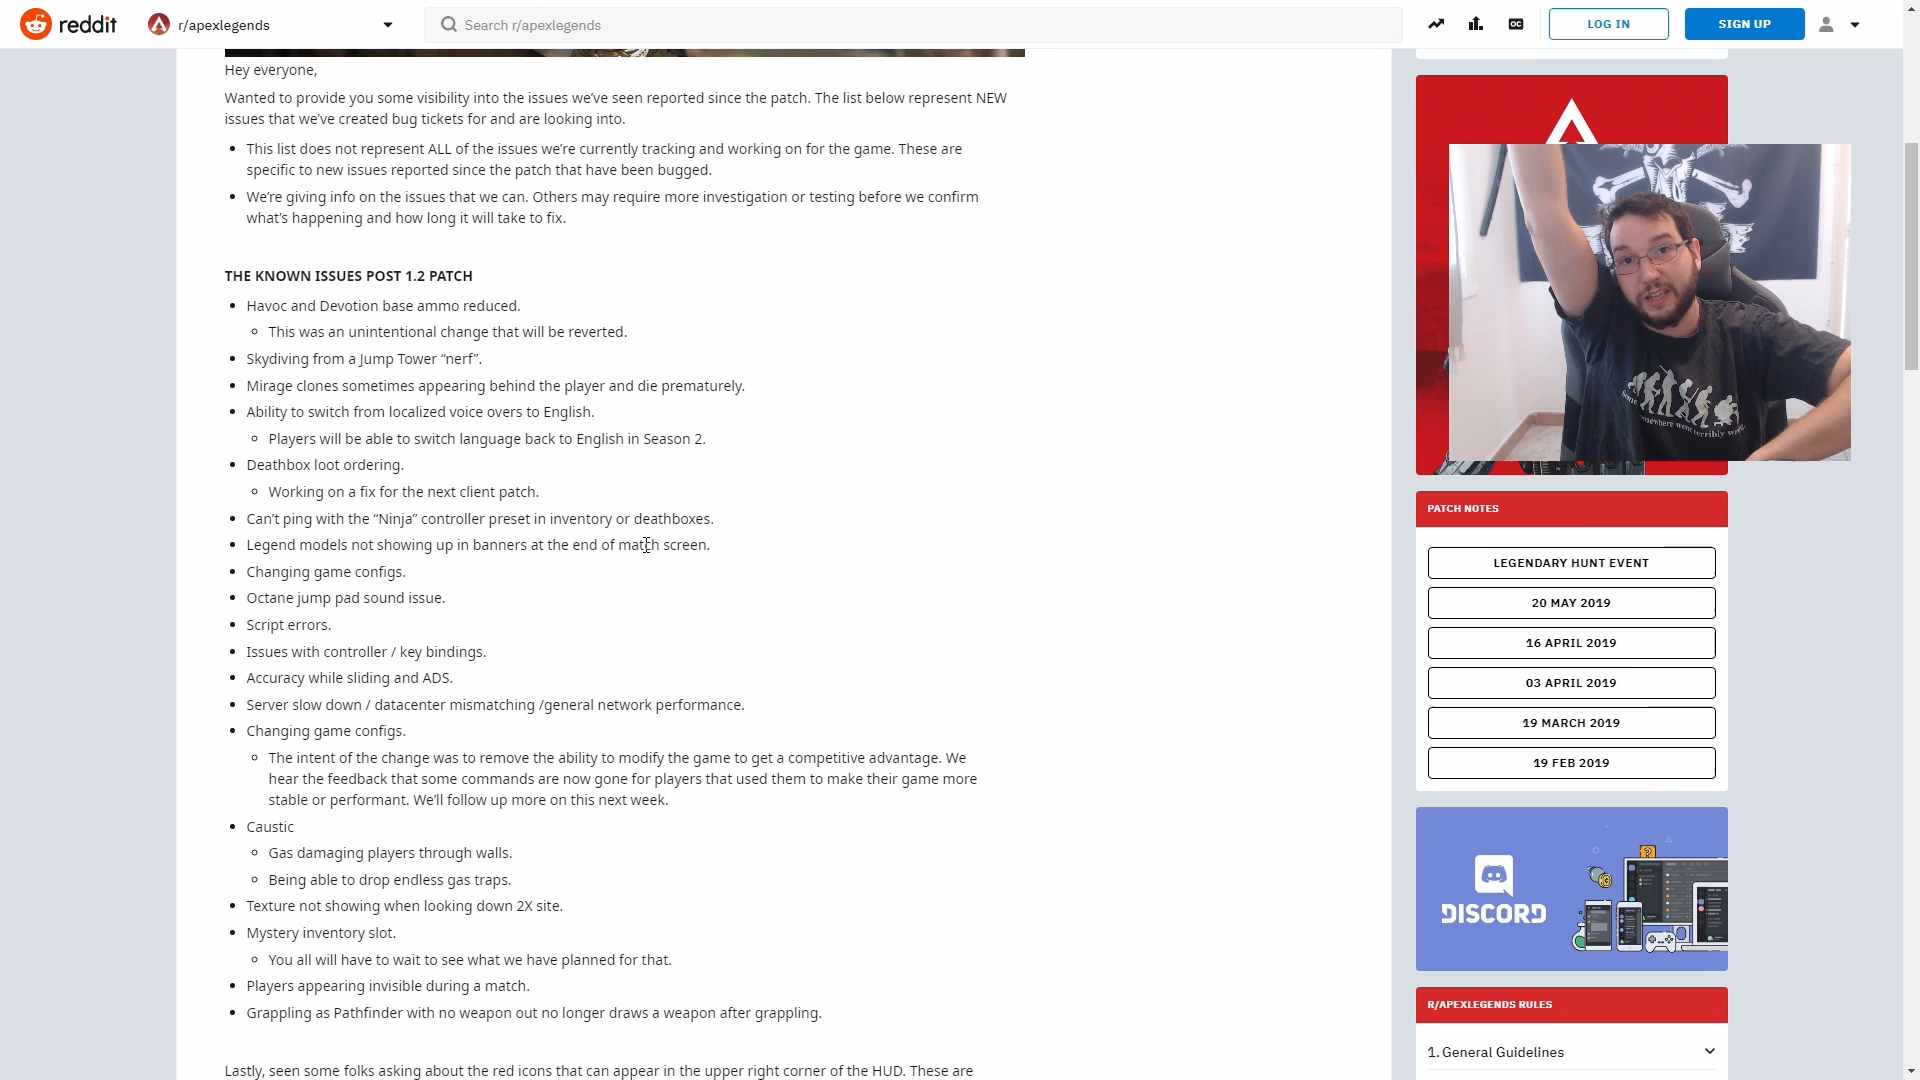 reddit
r/apexlegends
Search r/apexlegends
LOG IN
SIGN UP
Hey everyone,
Wanted to provide you some visibility into the issues we’ve seen reported since the patch. The list below represent NEW
issues that we’ve created bug tickets for and are looking into.
This list does not represent ALL of the issues we’re currently tracking and working on for the game. These are
specific to new issues reported since the patch that have been bugged.
We’re giving info on the issues that we can. Others may require more investigation or testing before we confirm
what’s happening and how long it will take to fix.
THE KNOWN ISSUES POST 1.2 PATCH
Havoc and Devotion base ammo reduced.
This was an unintentional change that will be reverted.
Skydiving from a Jump Tower “nerf”.
Mirage clones sometimes appearing behind the player and die prematurely.
Ability to switch from localized voice overs to English.
Players will be able to switch language back to English in Season 2.
Deathbox loot ordering.
Working on a fix for the next client patch.
Can’t ping with the “Ninja” controller preset in inventory or deathboxes.
Legend models not showing up in banners at the end of match screen.
Changing game configs.
Octane jump pad sound issue.
Script errors.
Issues with controller / key bindings.
Accuracy while sliding and ADS.
Server slow down / datacenter mismatching /general network performance.
Changing game configs.
The intent of the change was to remove the ability to modify the game to get a competitive advantage. We
hear the feedback that some commands are now gone for players that used them to make their game more
stable or performant. We’ll follow up more on this next week.
Caustic
Gas damaging players through walls.
Being able to drop endless gas traps.
Texture not showing when looking down 2X site.
Mystery inventory slot.
You all will have to wait to see what we have planned for that.
Players appearing invisible during a match.
Grappling as Pathfinder with no weapon out no longer draws a weapon after grappling.
Lastly, seen some folks asking about the red icons that can appear in the upper right corner of the HUD. These are
somewhere went terribly
PATCH NOTES
LEGENDARY HUNT EVENT
20 MAY 2019
16 APRIL 2019
03 APRIL 2019
19 MARCH 2019
19 FEB 2019
DISCORD
R/APEXLEGENDS RULES
1. General Guidelines